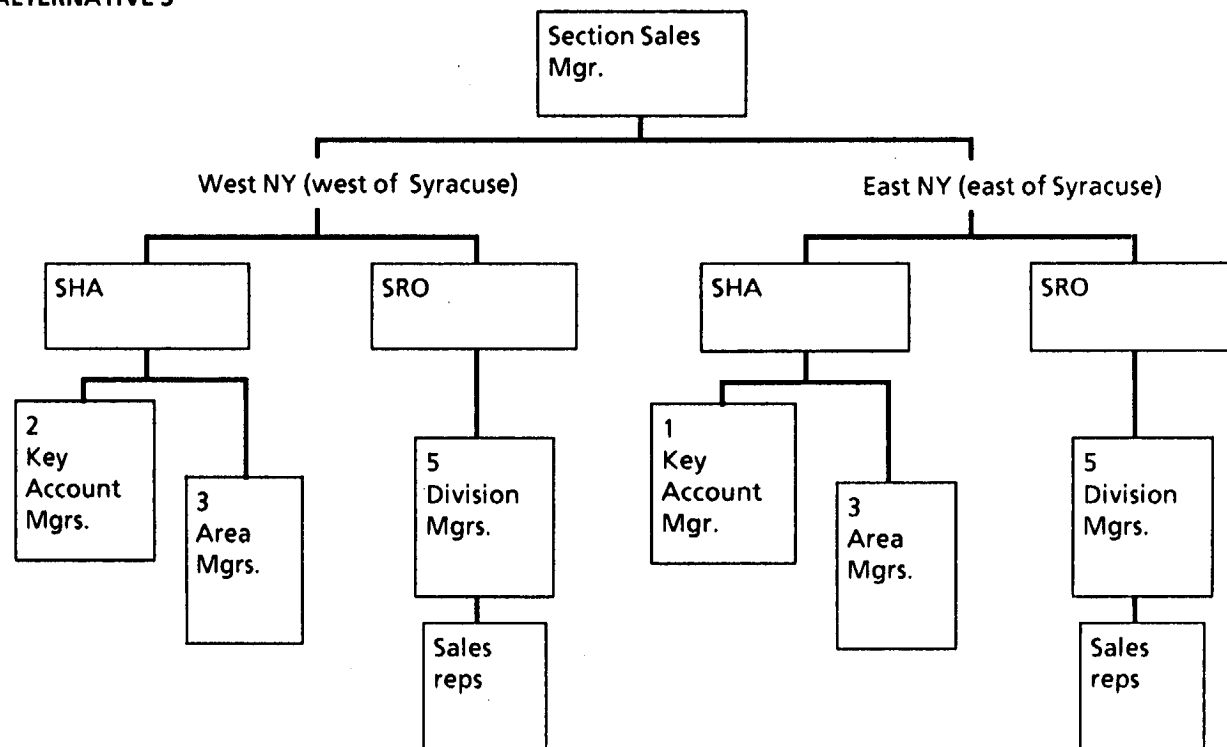 ALTERNATIVE 3
Section Sales
Mgr.
West NY (west of Syracuse)
East NY (east of Syracuse)
SHA
SRO
SHA
SRO
2
Key
Account
Mgrs.
3
Area
Mgrs.
5
Division
Mgrs.
1
Key
Account
Mgr.
3
Area
Mgrs.
5
Division
Mgrs.
Sales
reps
Sales
reps